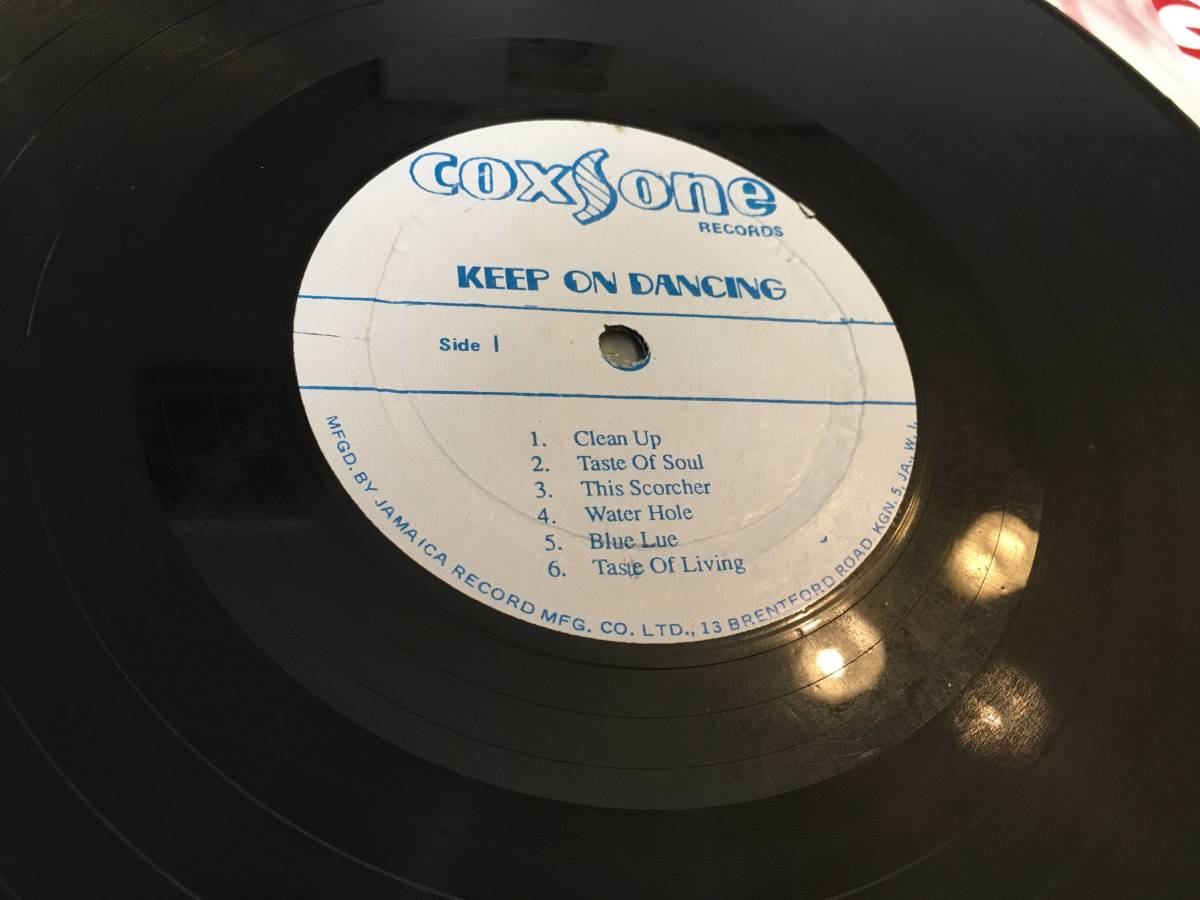 coxsone
RECORDS
KEEP ON DANCING
Side 1
1. Clean Up
2. Taste Of Soul
3. This Scorcher
4. Water Hole
5. Blue Lue
6. Taste Of Living
MFGD. BY JAMAICA RECORD MFG. CO. LTD., 13 BRENTFORD ROAD, KGN. 5, JA., W. I.